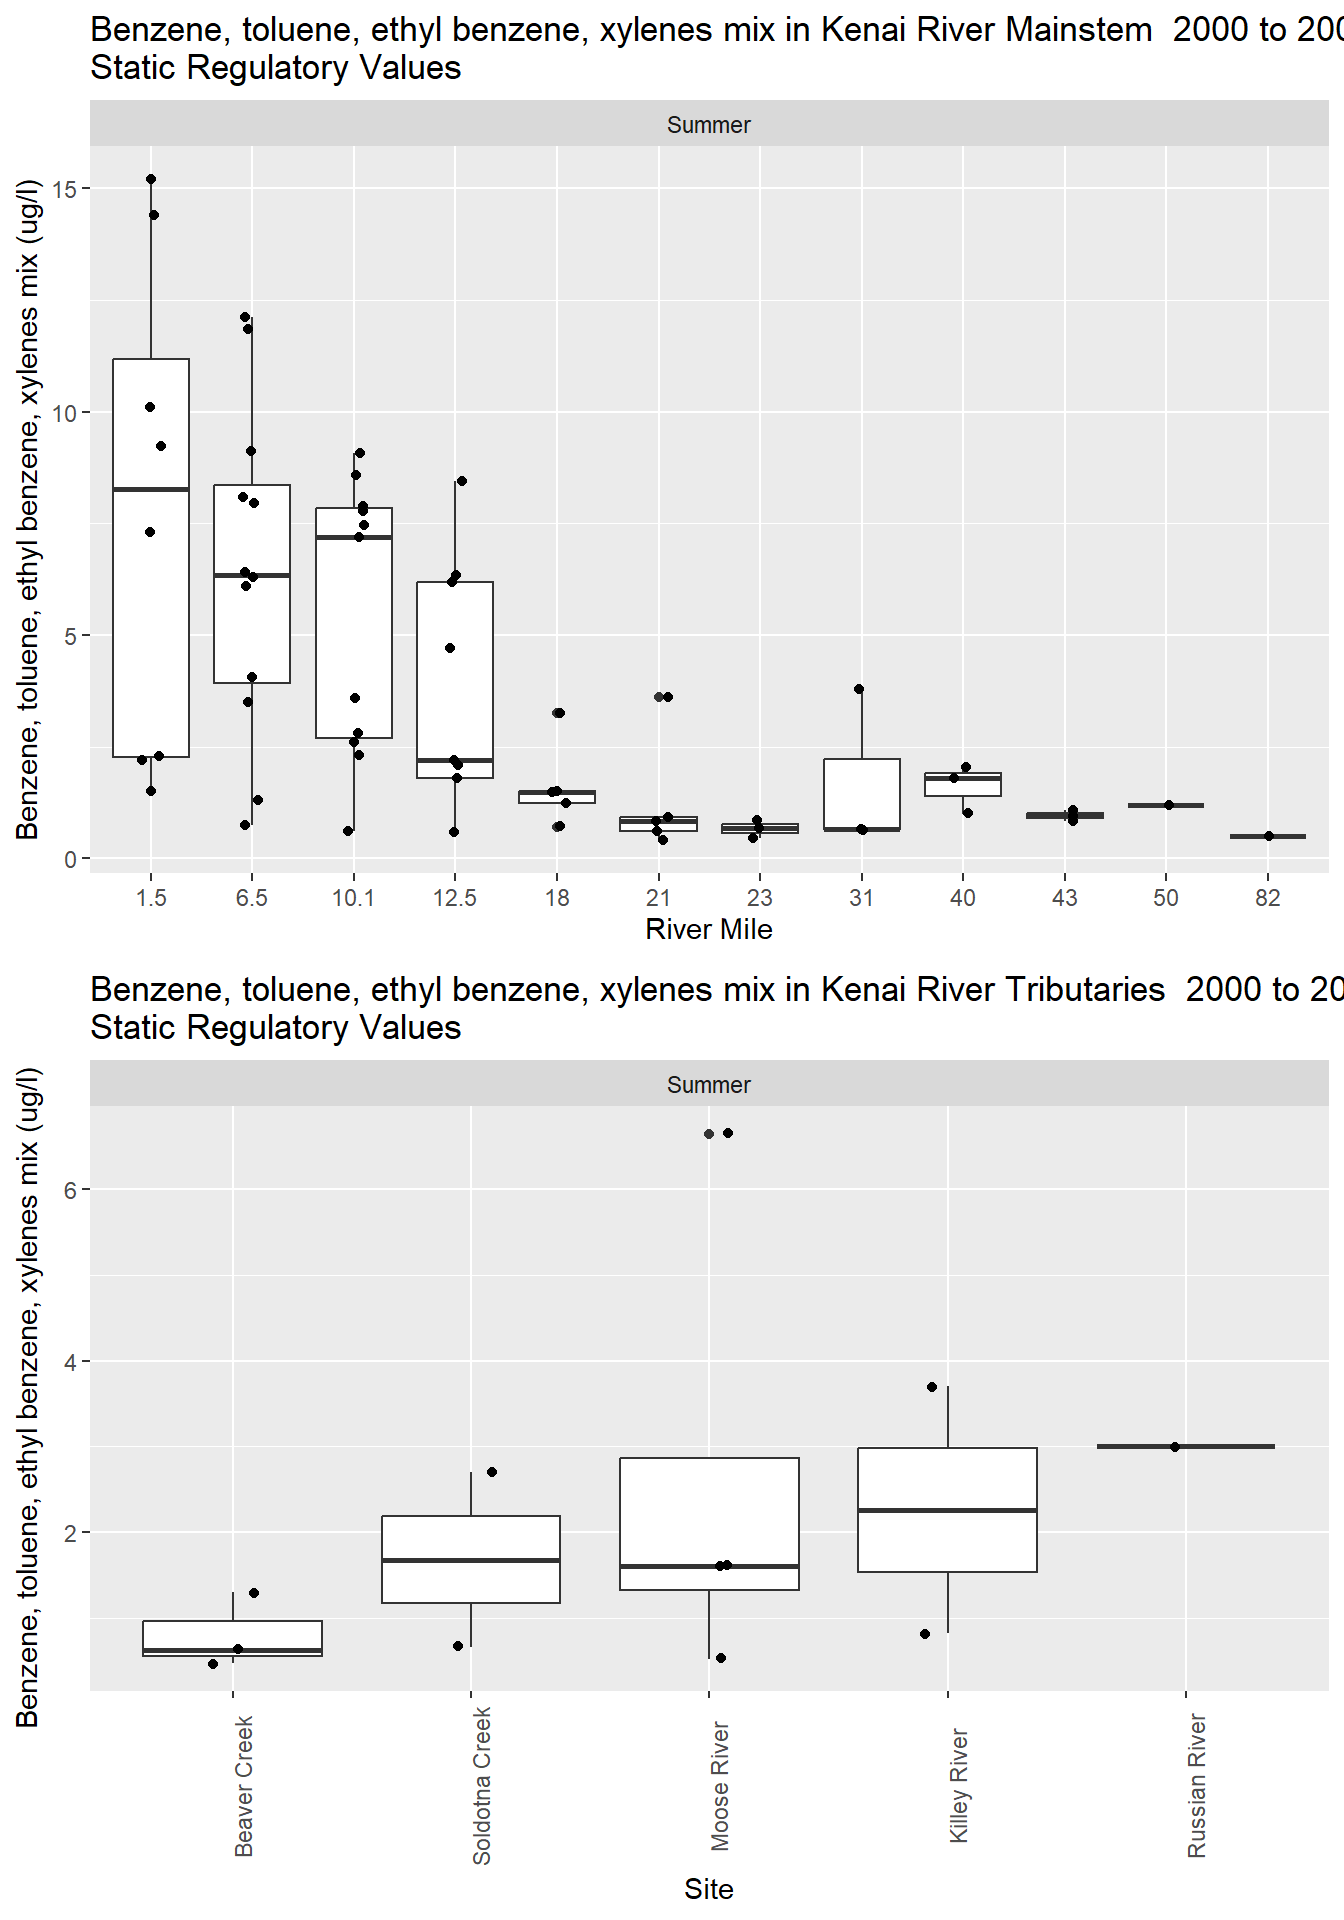 Benzene, toluene, ethyl benzene, xylenes mix in Kenai River Mainstem  2000 to 200
Static Regulatory Values
Summer
Benzene, toluene, ethyl benzene, xylenes mix (ug/l)
15
10
5
0
1.5 6.5 10.1 12.5 18 21 23 31 40 43 50 82
River Mile
Benzene, toluene, ethyl benzene, xylenes mix in Kenai River Tributaries  2000 to 20
Static Regulatory Values
Summer
Benzene, toluene, ethyl benzene, xylenes mix (ug/l)
6
4
2
Beaver Creek
Soldotna Creek
Moose River
Killey River
Russian River
Site